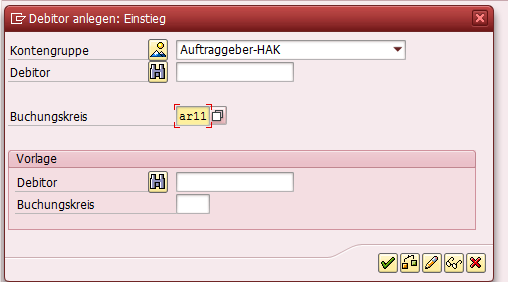 Debitor anlegen: Einstieg
Kontengruppe Auftraggeber-HAK
Debitor
Buchungskreis ar11
Vorlage
Debitor
Buchungskreis